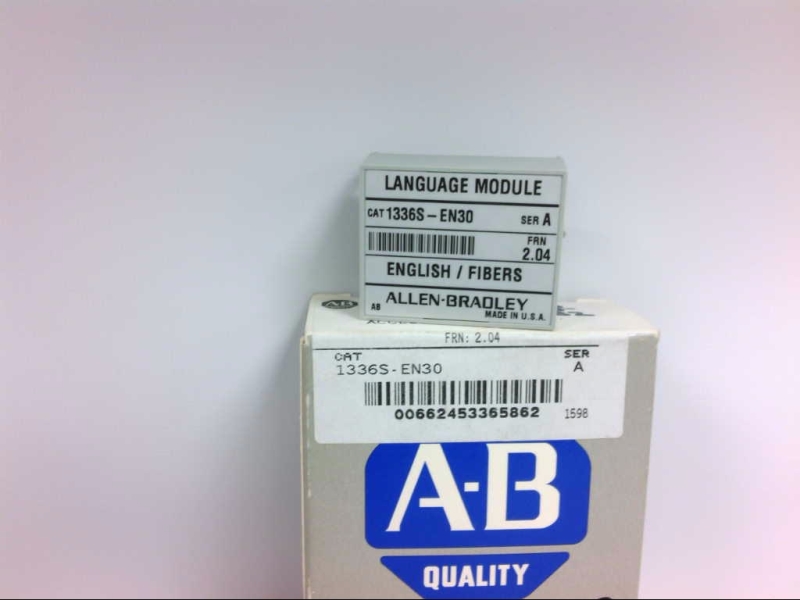 LANGUAGE MODULE
CAT 1336S-EN30 SER A
FRN
2.04
ENGLISH / FIBERS
AB ALLEN-BRADLEY
MADE IN U.S.A.
AB
FRN: 2.04
CAT SER
1336S-EN30 A
00662453365862 1598
A-B
QUALITY